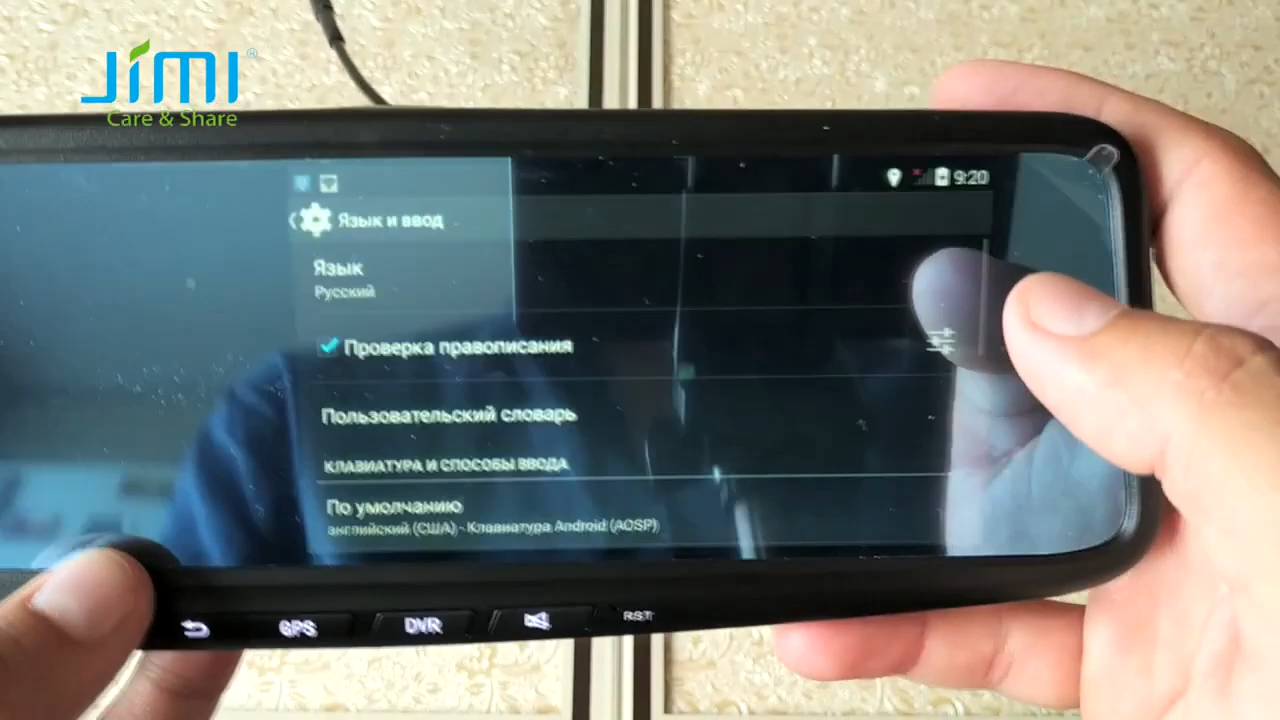 JIMI®
Care & Share
9:20
Язык и ввод
Язык
Русский
Проверка правописания
Пользовательский словарь
КЛАВИАТУРА И СПОСОБЫ ВВОДА
По умолчанию
английский (США) - Клавиатура Android (AOSP)
GPS DVR RST